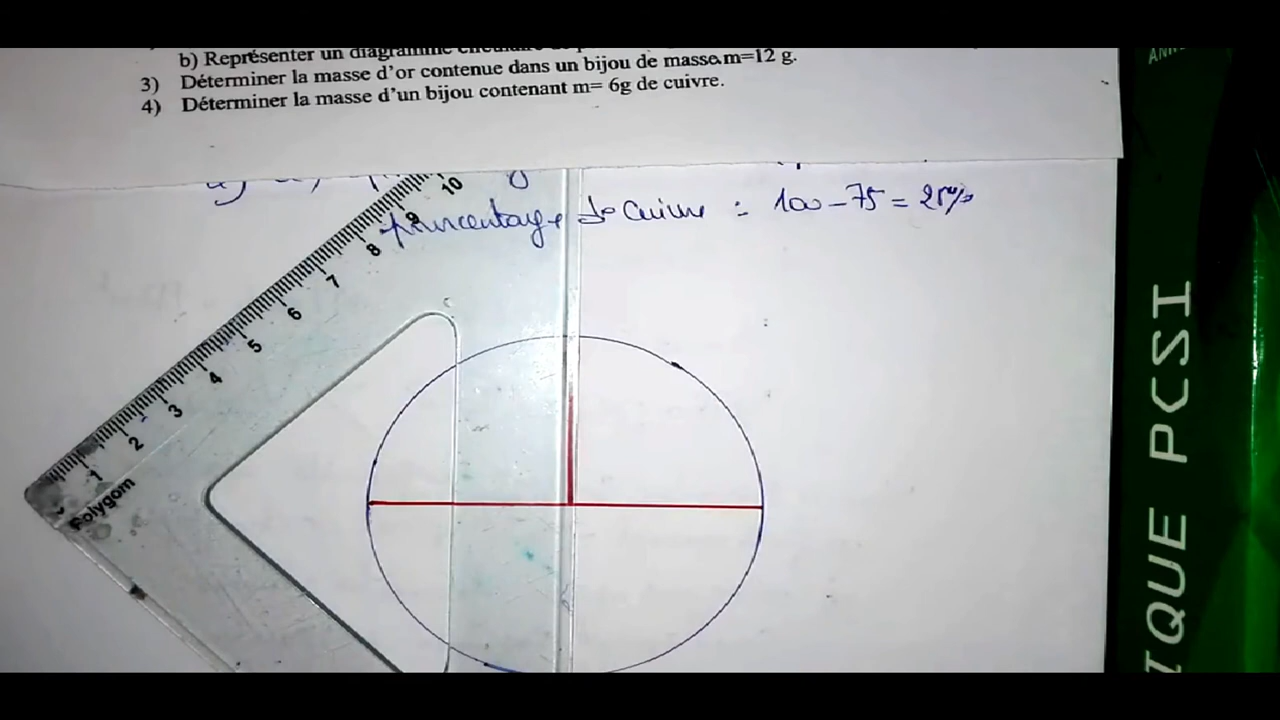 b) Représenter un diagramme circulaire
3) Déterminer la masse d'or contenue dans un bijou de masse m=12 g.
4) Déterminer la masse d'un bijou contenant m= 6g de cuivre.
pourcentage de cuivre : 100 - 75 = 25%
1 2 3 4 5 6 7 8 9 10
Polygom
IQUE PCSI